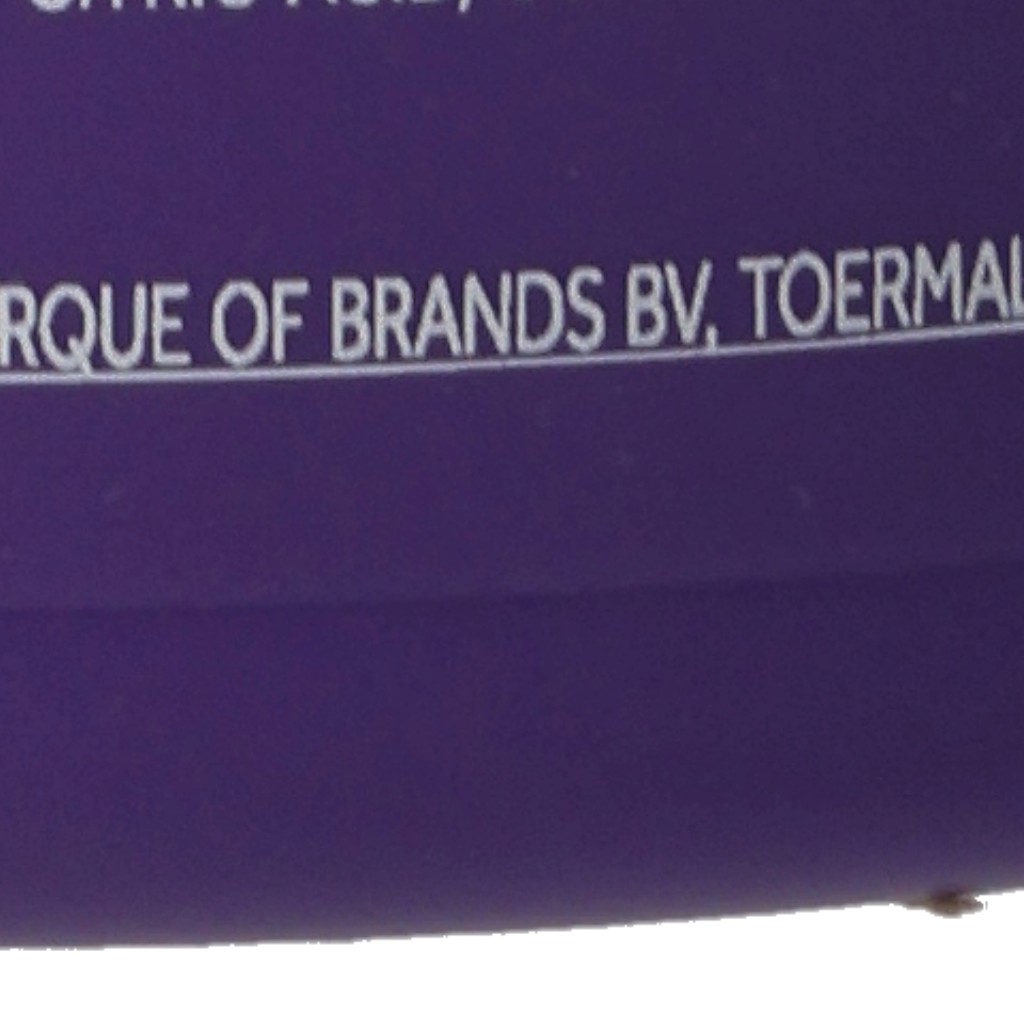 RQUE OF BRANDS BV, TOERMAL